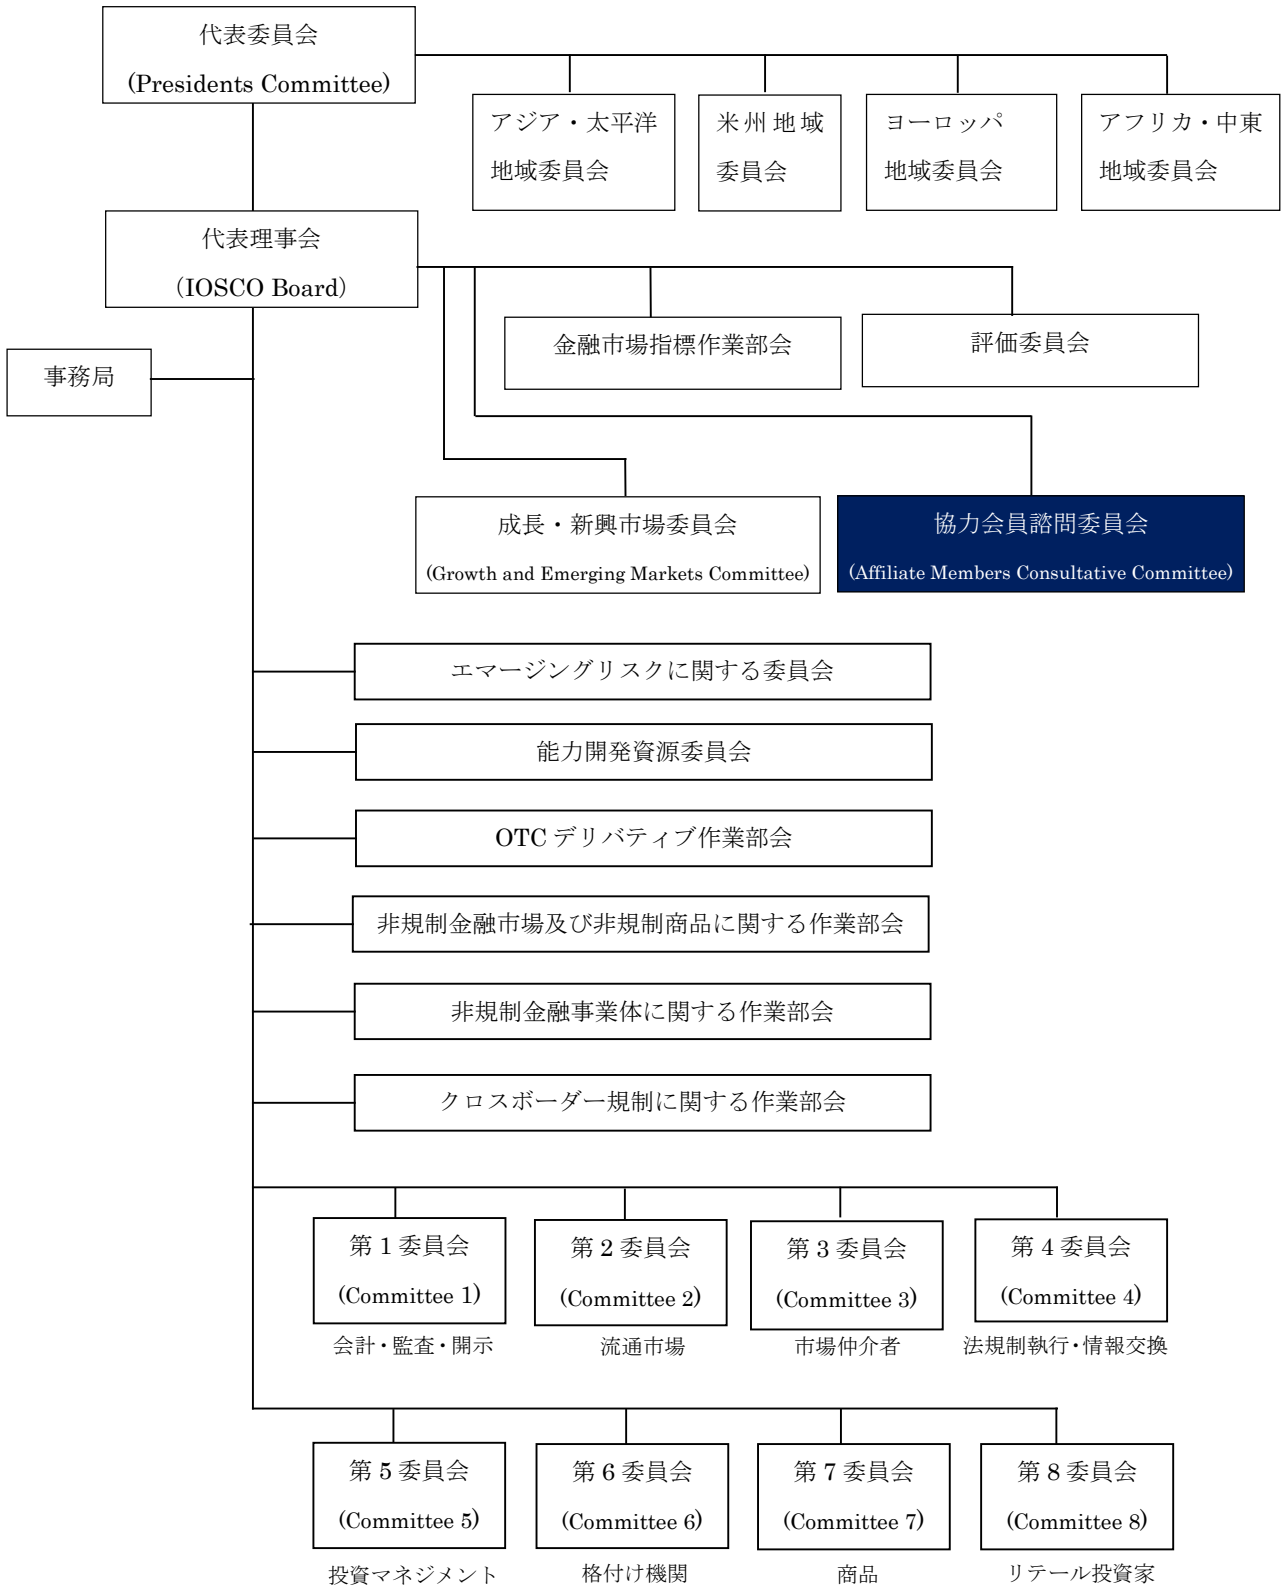 代表委員会
(Presidents Committee)
アジア・太平洋
地域委員会
米州地域
委員会
ヨーロッパ
地域委員会
アフリカ・中東
地域委員会
代表理事会
(IOSCO Board)
金融市場指標作業部会
評価委員会
事務局
成長・新興市場委員会
(Growth and Emerging Markets Committee)
協力会員諮問委員会
(Affiliate Members Consultative Committee)
エマージングリスクに関する委員会
能力開発資源委員会
OTC デリバティブ作業部会
非規制金融市場及び非規制商品に関する作業部会
非規制金融事業体に関する作業部会
クロスボーダー規制に関する作業部会
第 1 委員会
(Committee 1)
会計・監査・開示
第 2 委員会
(Committee 2)
流通市場
第 3 委員会
(Committee 3)
市場仲介者
第 4 委員会
(Committee 4)
法規制執行・情報交換
第 5 委員会
(Committee 5)
投資マネジメント
第 6 委員会
(Committee 6)
格付け機関
第 7 委員会
(Committee 7)
商品
第 8 委員会
(Committee 8)
リテール投資家